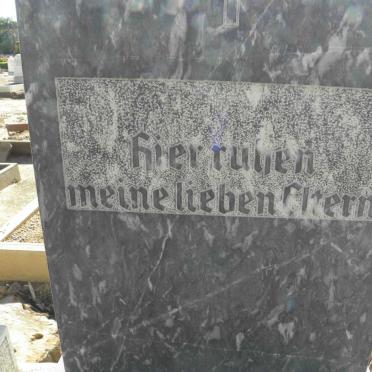 Hier ruhen
meine lieben Eltern